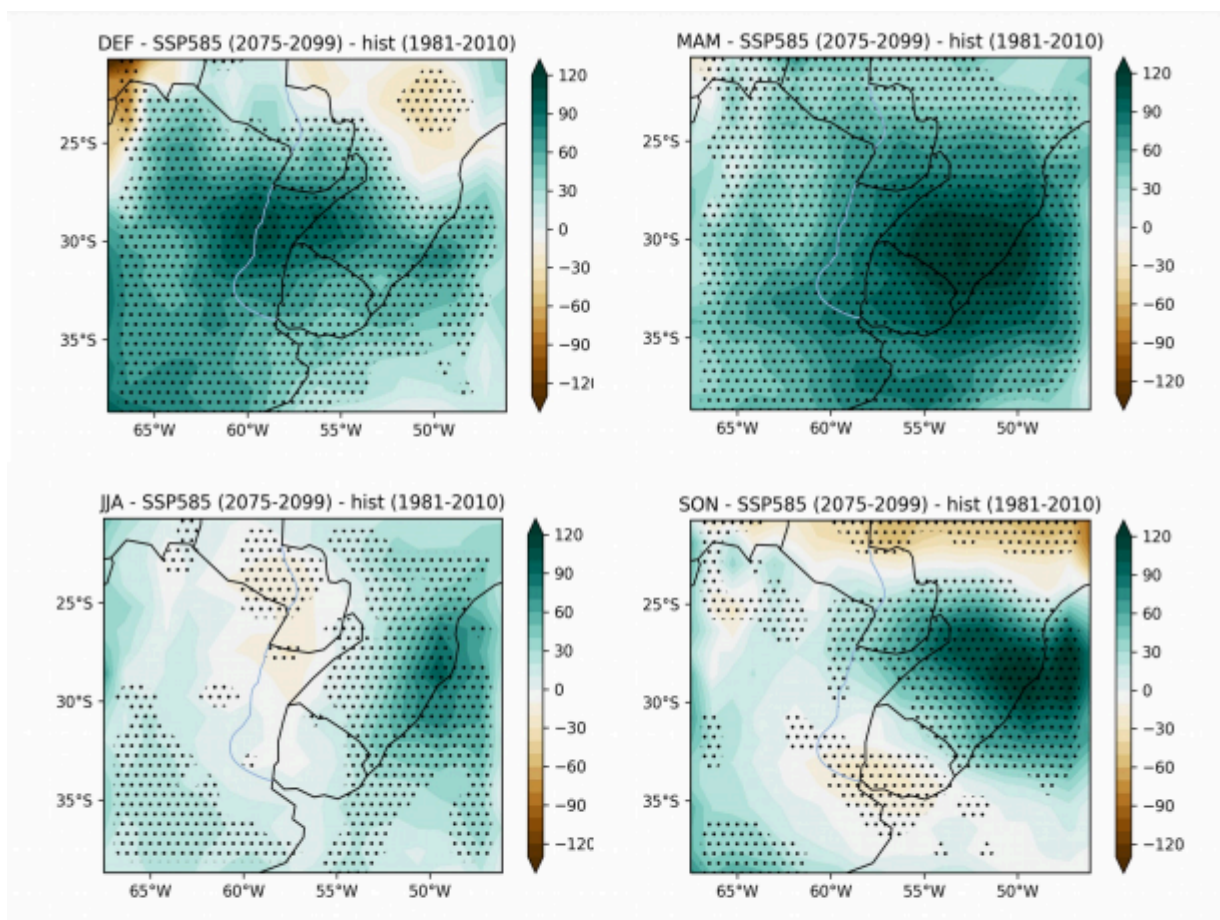 DEF - SSP585 (2075-2099) - hist (1981-2010)
120
90
60
30
0
−30
−60
−90
−12
25°S
30°S
35°S
65°W
60°W
55°W
50°W
MAM - SSP585 (2075-2099) - hist (1981-2010)
120
90
60
30
0
−30
−60
−90
−120
25°S
30°S
35°S
65°W
60°W
55°W
50°W
JJA - SSP585 (2075-2099) - hist (1981-2010)
120
90
60
30
0
−30
−60
−90
−120
25°S
30°S
35°S
65°W
60°W
55°W
50°W
SON - SSP585 (2075-2099) - hist (1981-2010)
120
90
60
30
0
−30
−60
−90
−120
25°S
30°S
35°S
65°W
60°W
55°W
50°W